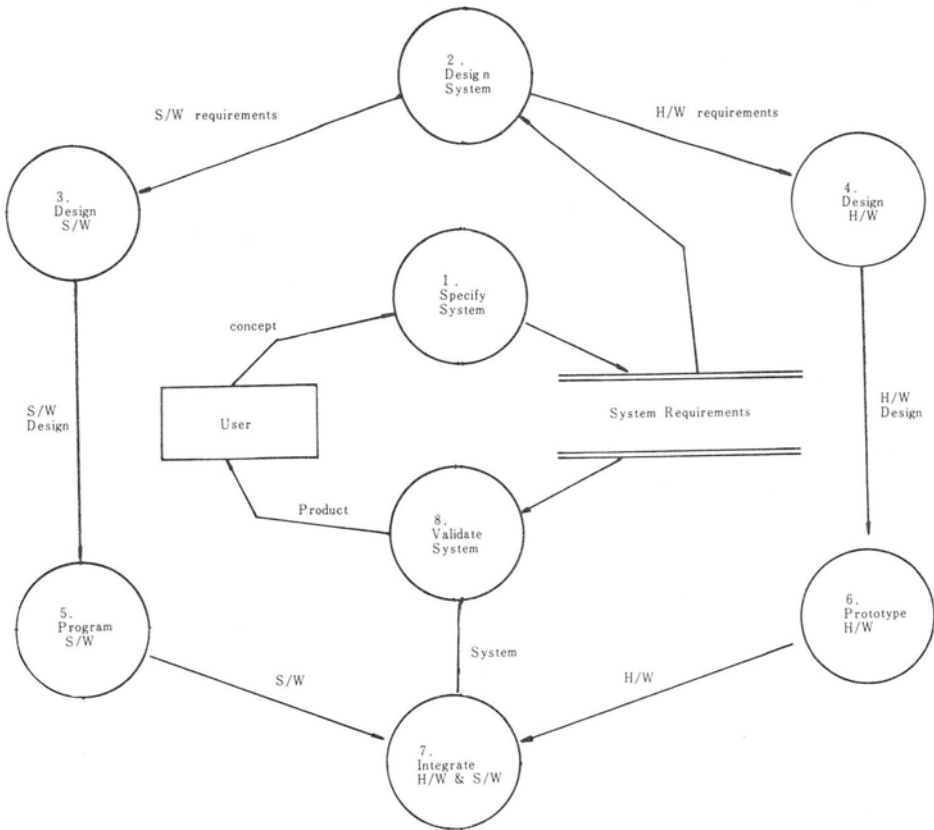 2.
Design
System
S/W requirements
H/W requirements
3.
Design
S/W
4.
Design
H/W
1.
Specify
System
concept
User
System Requirements
S/W
Design
H/W
Design
Product
8.
Validate
System
5.
Program
S/W
6.
Prototype
H/W
System
S/W
H/W
7.
Integrate
H/W & S/W